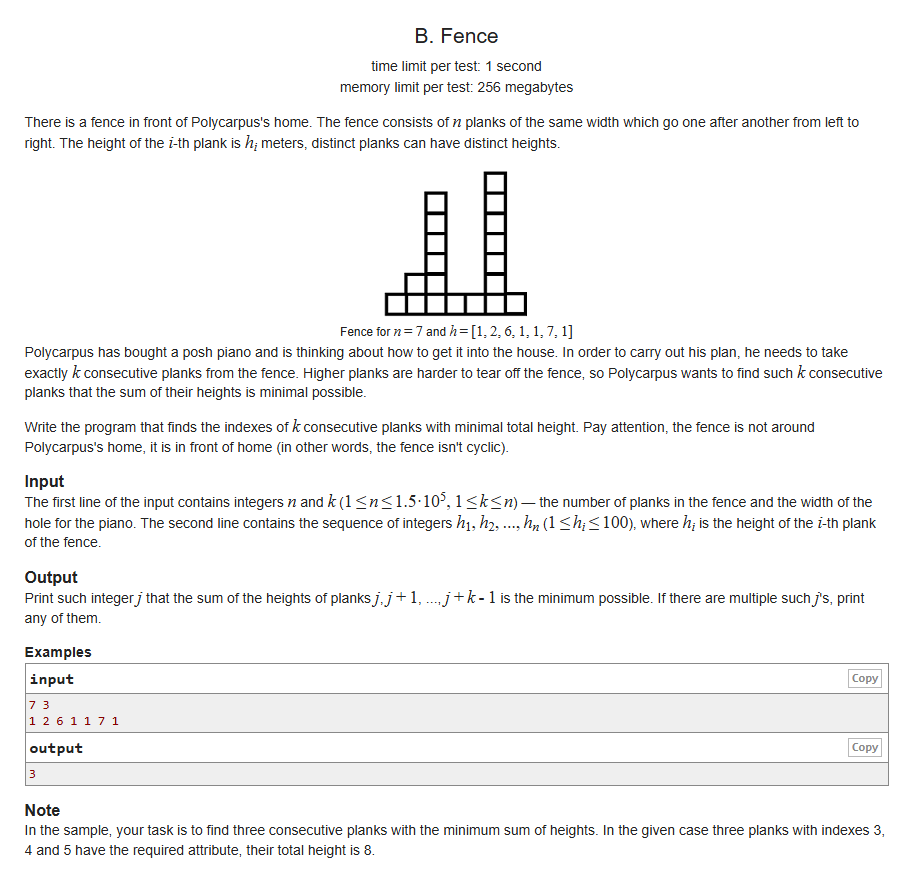 B. Fence
time limit per test: 1 second
memory limit per test: 256 megabytes
There is a fence in front of Polycarpus's home. The fence consists of n planks of the same width which go one after another from left to
right. The height of the i-th plank is hᵢ meters, distinct planks can have distinct heights.
Fence for n = 7 and h = [1, 2, 6, 1, 1, 7, 1]
Polycarpus has bought a posh piano and is thinking about how to get it into the house. In order to carry out his plan, he needs to take
exactly k consecutive planks from the fence. Higher planks are harder to tear off the fence, so Polycarpus wants to find such k consecutive
planks that the sum of their heights is minimal possible.
Write the program that finds the indexes of k consecutive planks with minimal total height. Pay attention, the fence is not around
Polycarpus's home, it is in front of home (in other words, the fence isn't cyclic).
Input
The first line of the input contains integers n and k (1 ≤ n ≤ 1.5·10⁵, 1 ≤ k ≤ n) — the number of planks in the fence and the width of the
hole for the piano. The second line contains the sequence of integers h₁, h₂, ..., hₙ (1 ≤ hᵢ ≤ 100), where hᵢ is the height of the i-th plank
of the fence.
Output
Print such integer j that the sum of the heights of planks j, j + 1, ..., j + k - 1 is the minimum possible. If there are multiple such j's, print
any of them.
Examples
input Copy
7 3
1 2 6 1 1 7 1
output Copy
3
Note
In the sample, your task is to find three consecutive planks with the minimum sum of heights. In the given case three planks with indexes 3,
4 and 5 have the required attribute, their total height is 8.